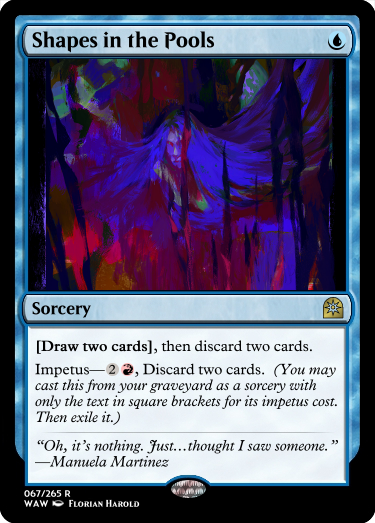 Shapes in the Pools
Sorcery
[Draw two cards], then discard two cards.
Impetus—2, Discard two cards. (You may
cast this from your graveyard as a sorcery with
only the text in square brackets for its impetus cost.
Then exile it.)
“Oh, it’s nothing. Just…thought I saw someone.”
—Manuela Martinez
067/265 R
WAW Florian Harold